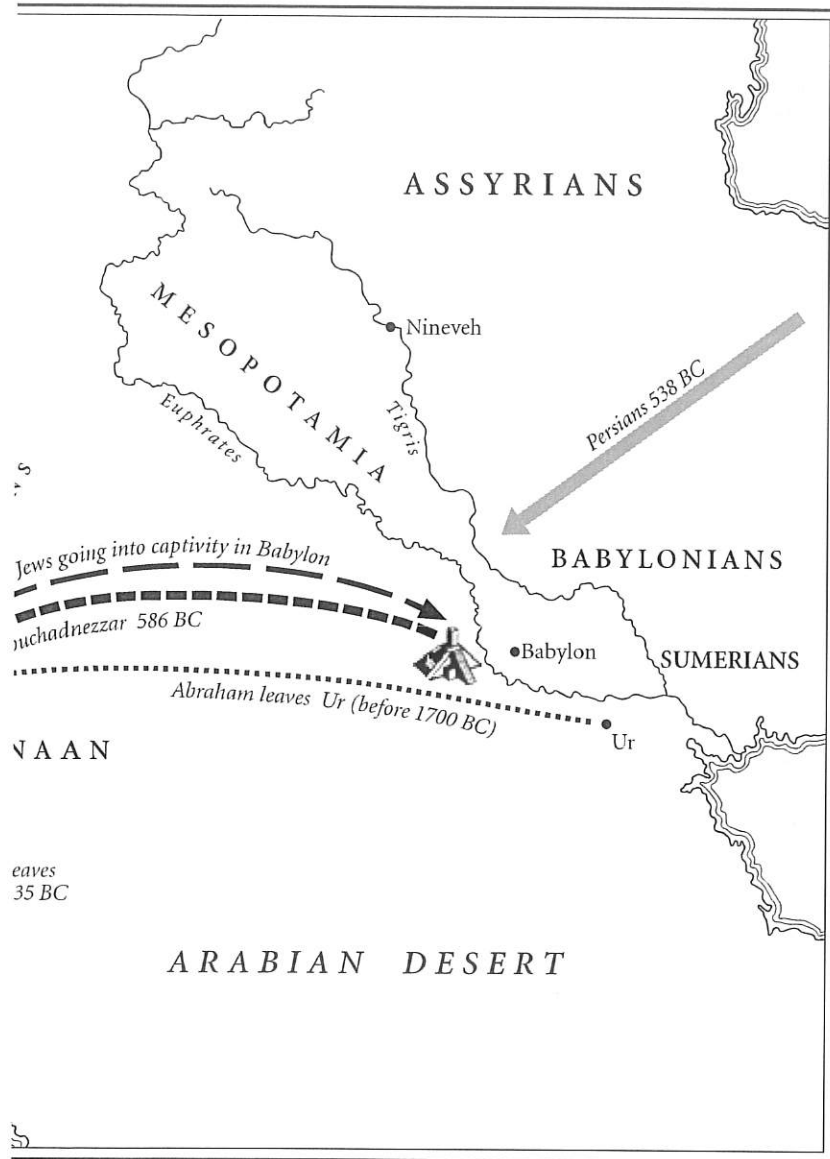 ASSYRIANS
MESOPOTAMIA
Nineveh
Euphrates
Tigris
Persians 538 BC
Jews going into captivity in Babylon
BABYLONIANS
ouchadnezzar 586 BC
Babylon
SUMERIANS
Abraham leaves Ur (before 1700 BC)
Ur
NAAN
eaves
35 BC
ARABIAN DESERT